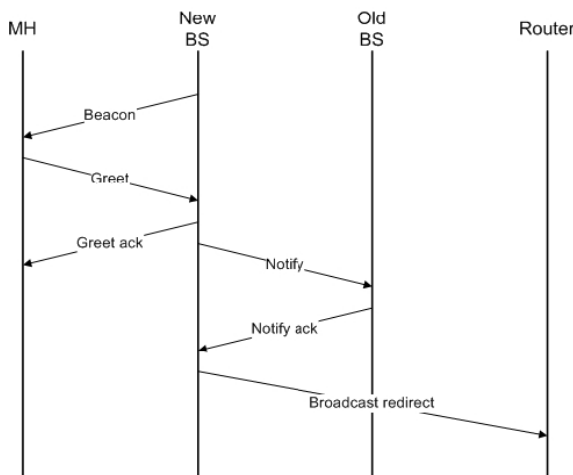 MH
New
BS
Old
BS
Router
Beacon
Greet
Greet ack
Notify
Notify ack
Broadcast redirect